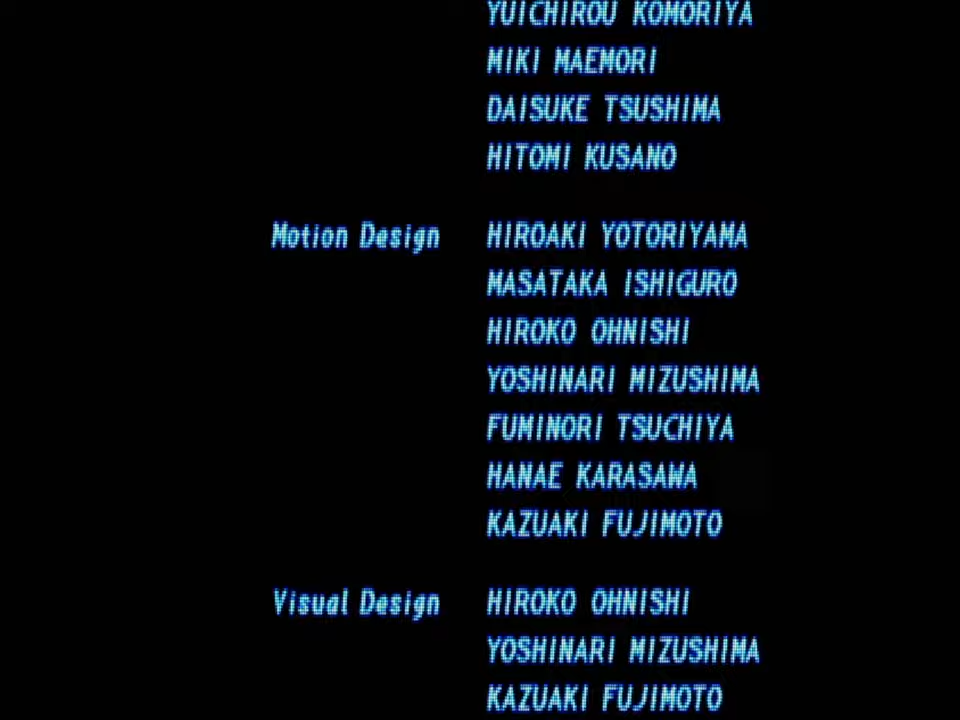 YUICHIROU KOMORIYA
MIKI MAEMORI
DAISUKE TSUSHIMA
HITOMI KUSANO
Motion Design HIROAKI YOTORIYAMA
MASATAKA ISHIGURO
HIROKO OHNISHI
YOSHINARI MIZUSHIMA
FUMINORI TSUCHIYA
HANAE KARASAWA
KAZUAKI FUJIMOTO
Visual Design HIROKO OHNISHI
YOSHINARI MIZUSHIMA
KAZUAKI FUJIMOTO